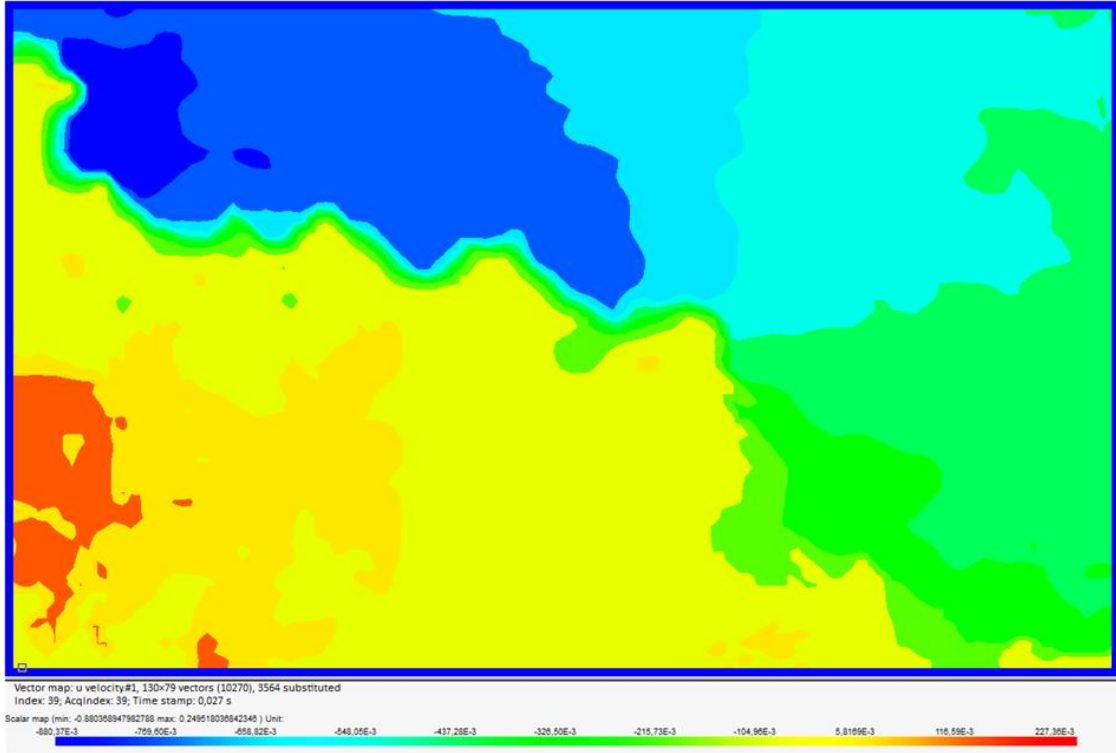 Vector map: u velocity.#1, 130×79 vectors (10270), 3564 substituted
Index: 39; AcqIndex: 39; Time stamp: 0,027 s
Scalar map (min: -0.880368947982788 max: 0.249518036842346 ) Unit:
-880,37E-3 -769,60E-3 -658,82E-3 -548,05E-3 -437,28E-3 -326,50E-3 -215,73E-3 -104,96E-3 5,8169E-3 116,59E-3 227,36E-3